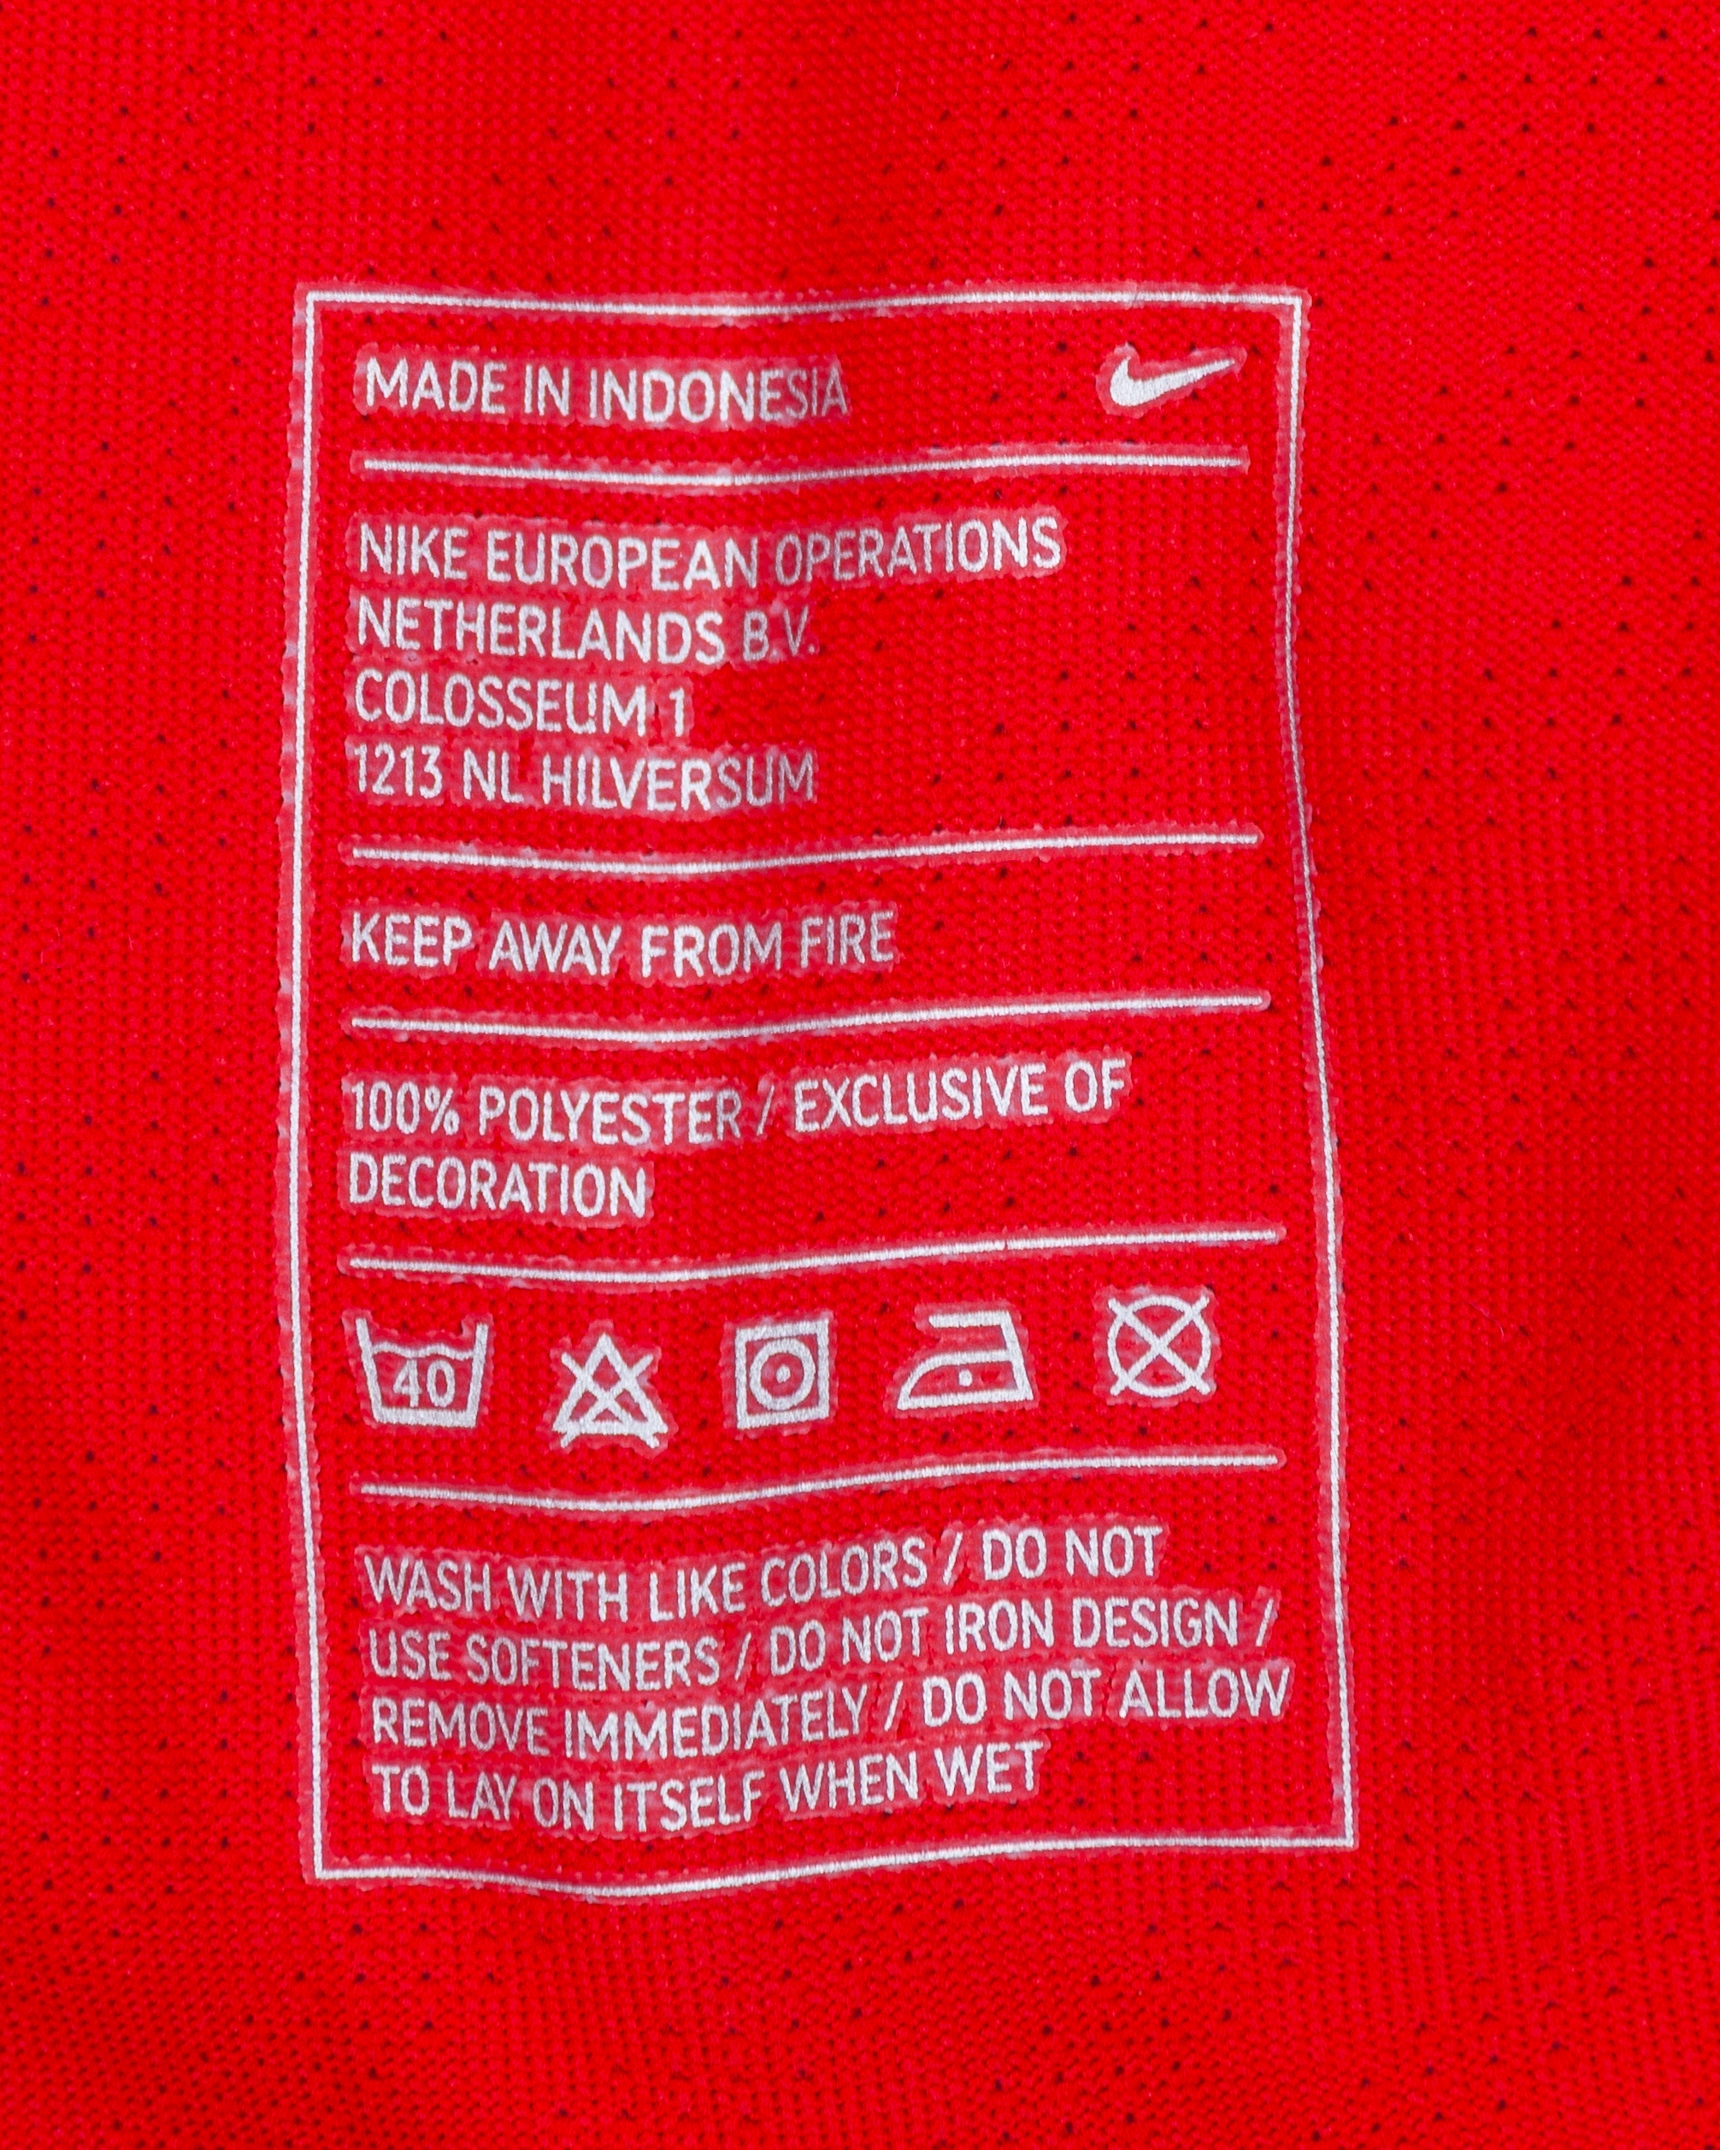 MADE IN INDONESIA
NIKE EUROPEAN OPERATIONS
NETHERLANDS B.V.
COLOSSEUM 1
1213 NL HILVERSUM
KEEP AWAY FROM FIRE
100% POLYESTER / EXCLUSIVE OF
DECORATION
40
WASH WITH LIKE COLORS / DO NOT
USE SOFTENERS / DO NOT IRON DESIGN /
REMOVE IMMEDIATELY / DO NOT ALLOW
TO LAY ON ITSELF WHEN WET